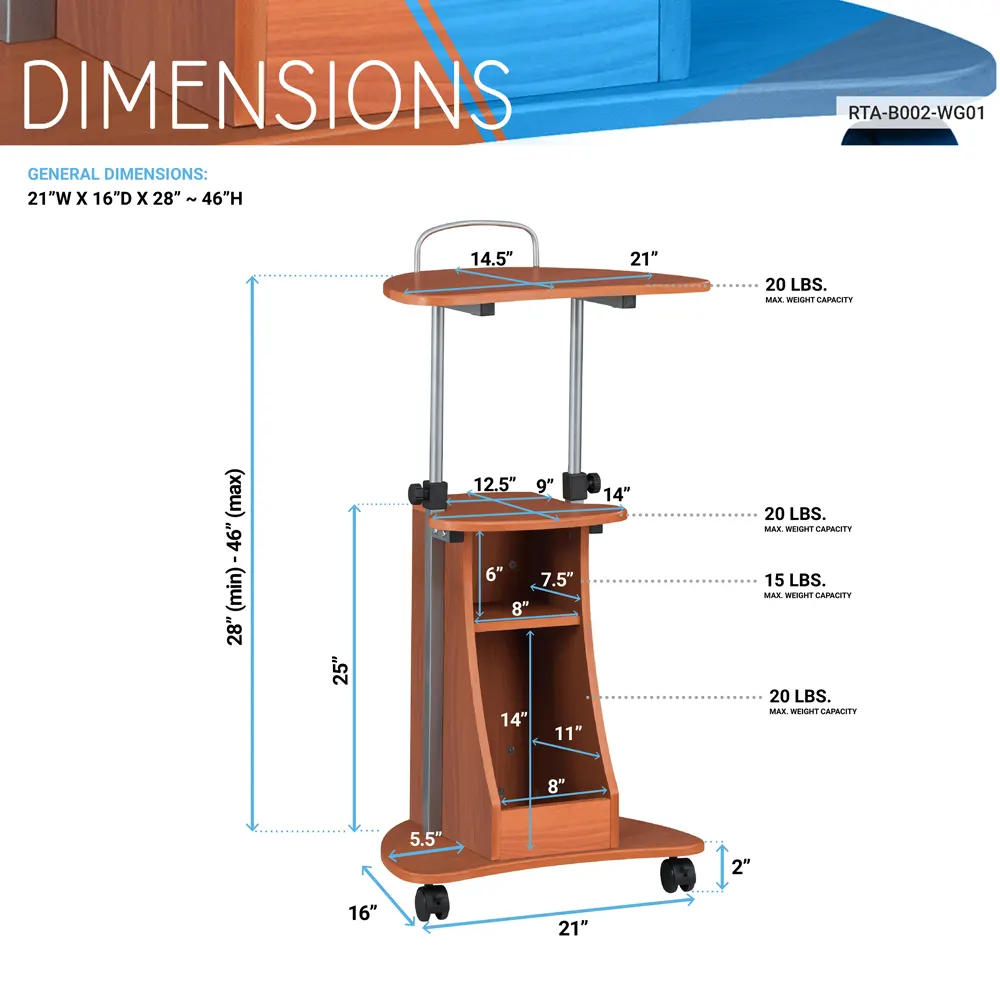 DIMENSIONS
RTA-B002-WG01
GENERAL DIMENSIONS:
21”W X 16”D X 28” ~ 46”H
14.5”
21”
20 LBS.
MAX. WEIGHT CAPACITY
28” (min) - 46” (max)
12.5”
9”
14”
20 LBS.
MAX. WEIGHT CAPACITY
6”
7.5”
15 LBS.
MAX. WEIGHT CAPACITY
8”
25”
20 LBS.
MAX. WEIGHT CAPACITY
14”
11”
8”
5.5”
2”
16”
21”